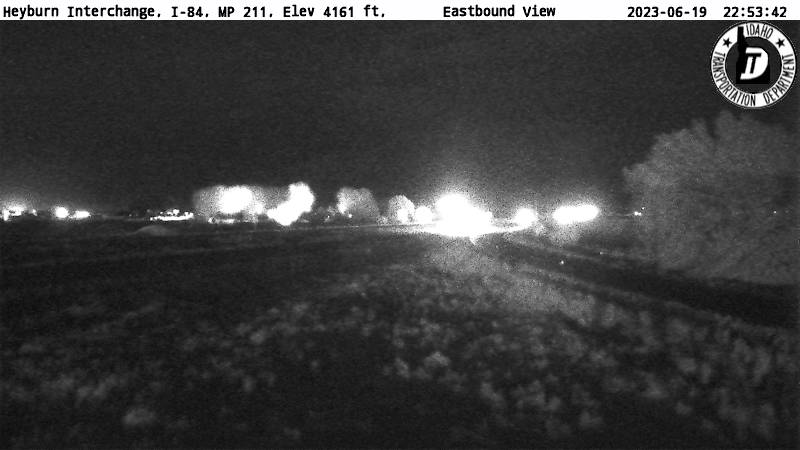 Heyburn Interchange, I-84, MP 211, Elev 4161 ft, Eastbound View 2023-06-19 22:53:42
IDAHO
TRANSPORTATION DEPARTMENT